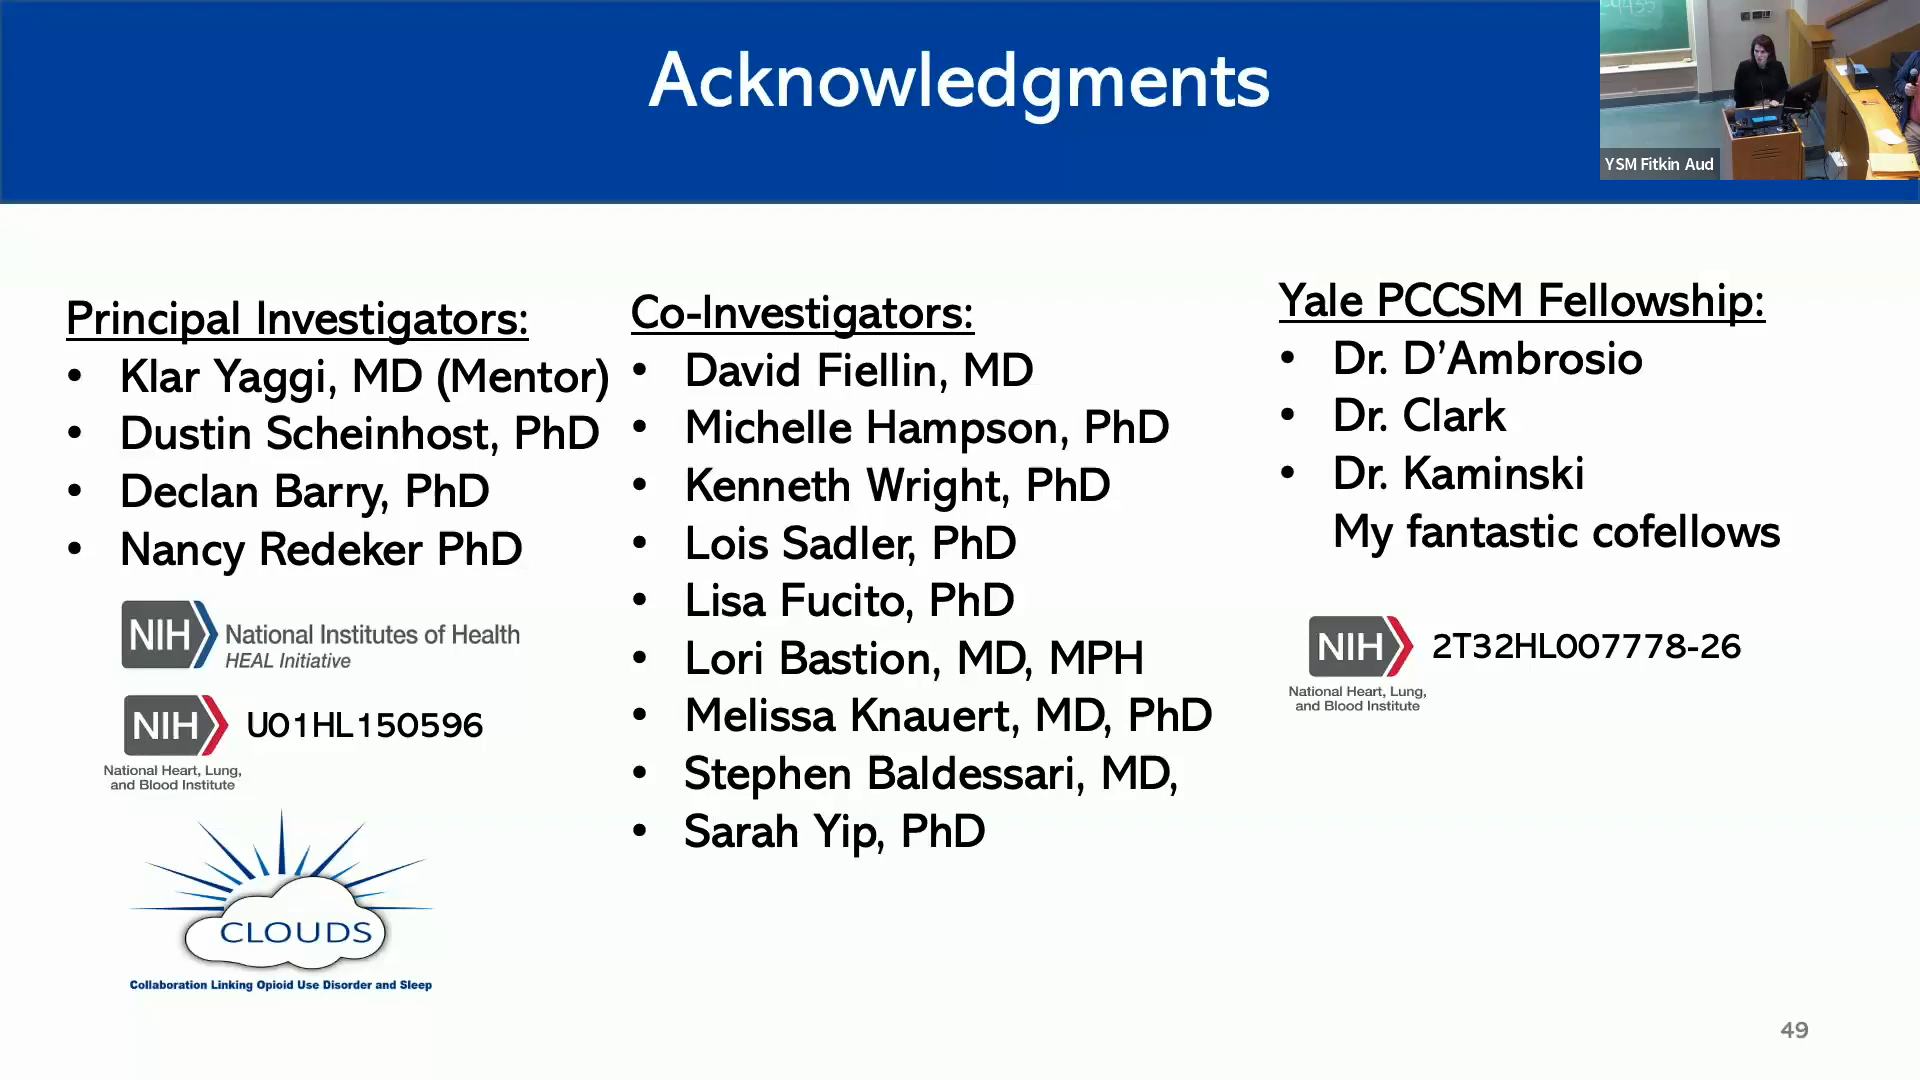 Acknowledgments
YSM Fitkin Aud
Principal Investigators:
• Klar Yaggi, MD (Mentor)
• Dustin Scheinhost, PhD
• Declan Barry, PhD
• Nancy Redeker PhD
NIH National Institutes of Health
HEAL Initiative
NIH U01HL150596
National Heart, Lung,
and Blood Institute
CLOUDS
Collaboration Linking Opioid Use Disorder and Sleep
Co-Investigators:
• David Fiellin, MD
• Michelle Hampson, PhD
• Kenneth Wright, PhD
• Lois Sadler, PhD
• Lisa Fucito, PhD
• Lori Bastion, MD, MPH
• Melissa Knauert, MD, PhD
• Stephen Baldessari, MD,
• Sarah Yip, PhD
Yale PCCSM Fellowship:
• Dr. D’Ambrosio
• Dr. Clark
• Dr. Kaminski
My fantastic cofellows
NIH 2T32HL007778-26
National Heart, Lung,
and Blood Institute
49